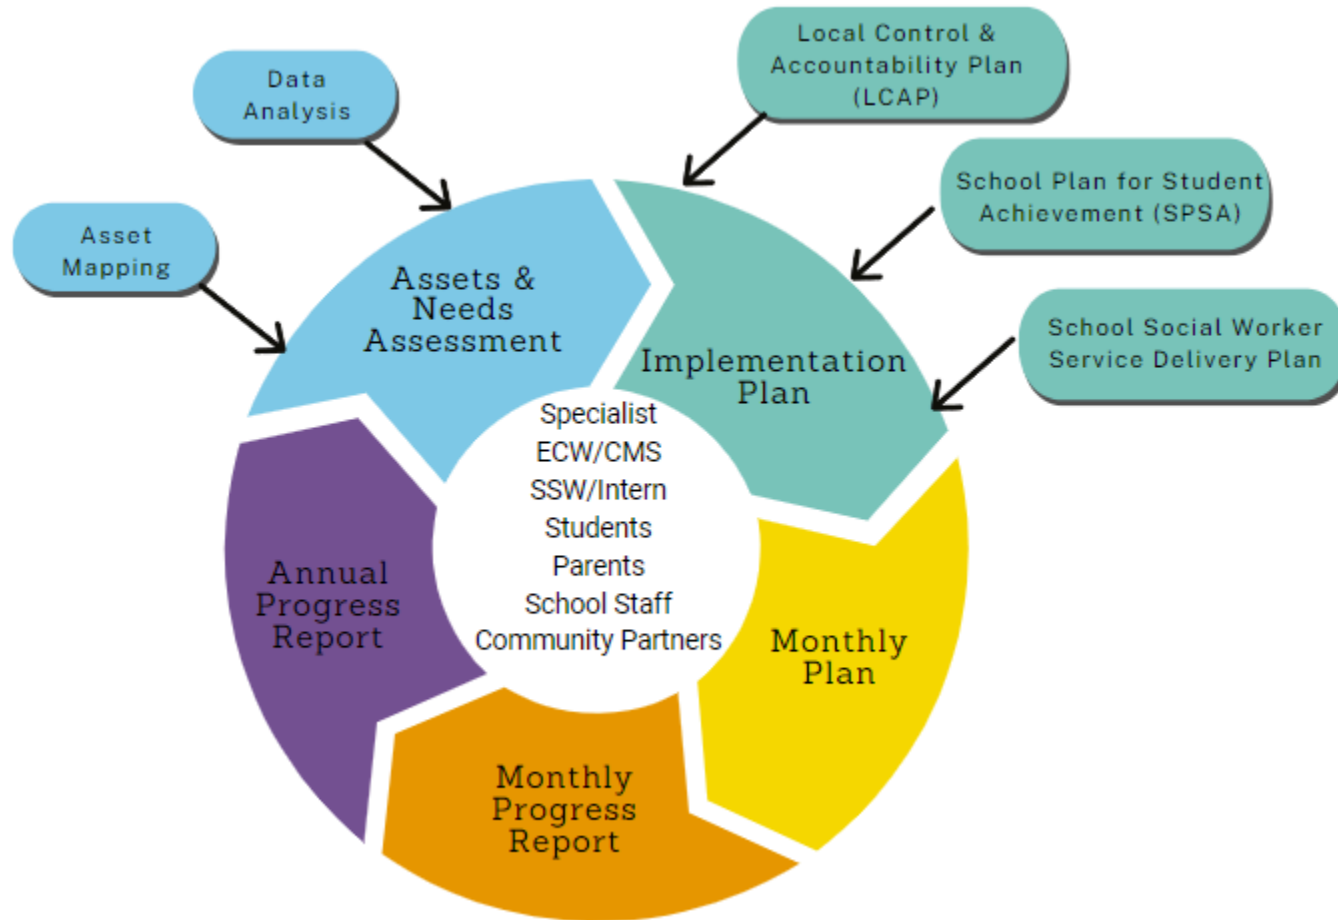 Data
Analysis
Asset
Mapping
Local Control &
Accountability Plan
(LCAP)
School Plan for Student
Achievement (SPSA)
School Social Worker
Service Delivery Plan
Assets &
Needs
Assessment
Implementation
Plan
Monthly
Plan
Monthly
Progress
Report
Annual
Progress
Report
Specialist
ECW/CMS
SSW/Intern
Students
Parents
School Staff
Community Partners